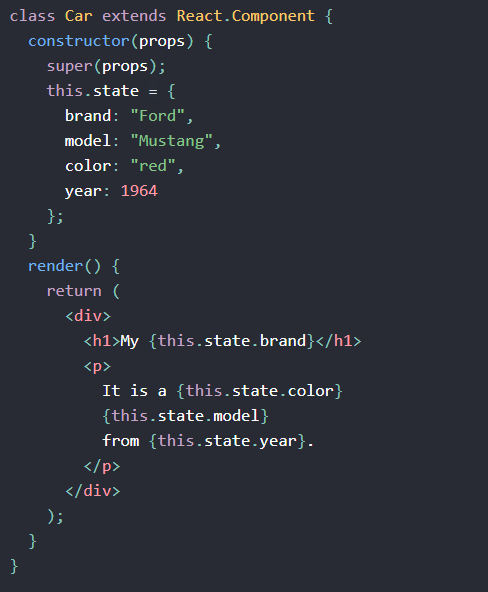 class Car extends React.Component {
  constructor(props) {
    super(props);
    this.state = {
      brand: "Ford",
      model: "Mustang",
      color: "red",
      year: 1964
    };
  }
  render() {
    return (
      <div>
        <h1>My {this.state.brand}</h1>
        <p>
          It is a {this.state.color}
          {this.state.model}
          from {this.state.year}.
        </p>
      </div>
    );
  }
}